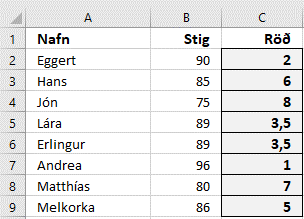 A B C
1 Nafn Stig Röð
2 Eggert 90 2
3 Hans 85 6
4 Jón 75 8
5 Lára 89 3,5
6 Erlingur 89 3,5
7 Andrea 96 1
8 Matthías 80 7
9 Melkorka 86 5